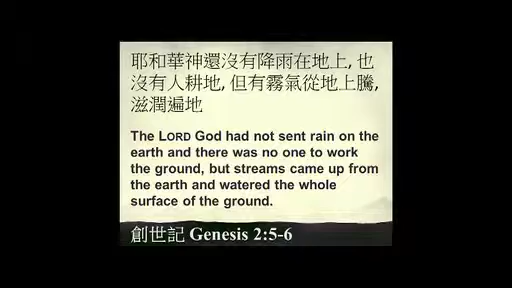 耶和華神還沒有降雨在地上, 也
沒有人耕地, 但有霧氣從地上騰,
滋潤遍地
The LORD God had not sent rain on the
earth and there was no one to work
the ground, but streams came up from
the earth and watered the whole
surface of the ground.
創世記 Genesis 2:5-6